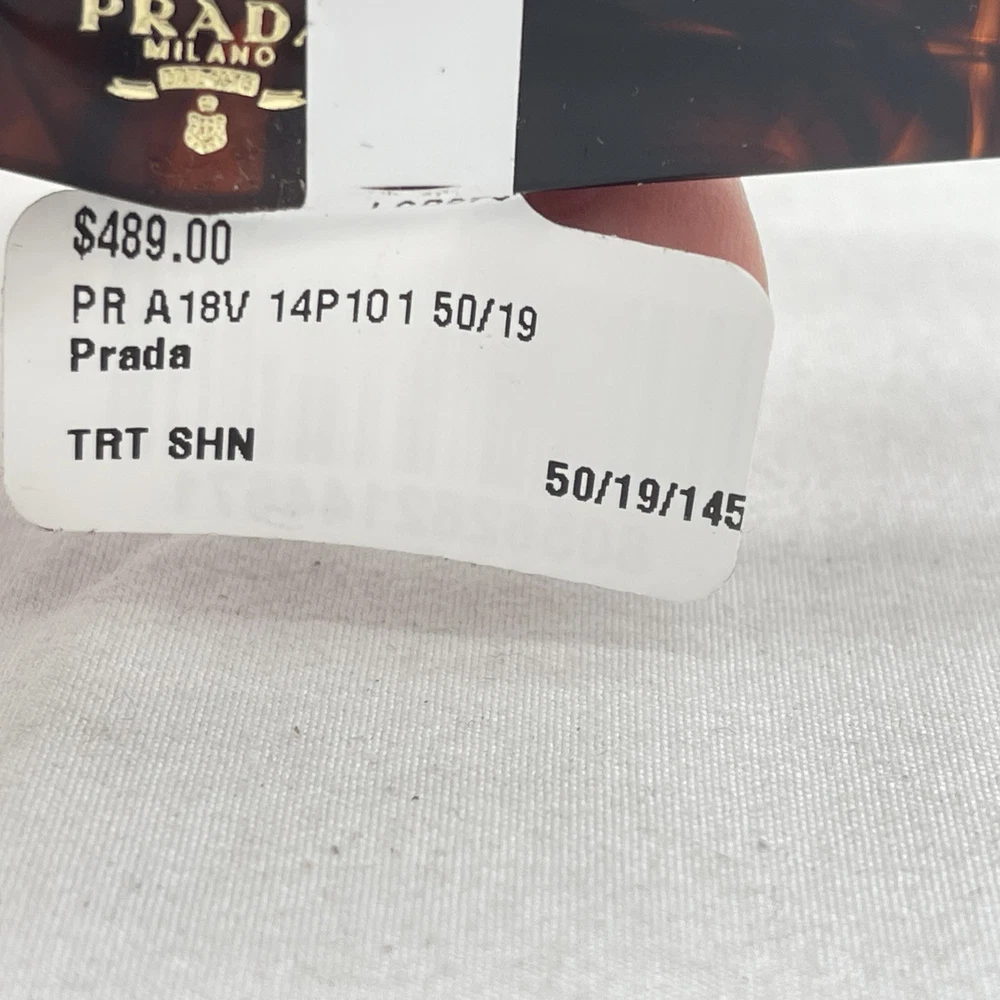 PRADA
MILANO
$489.00
PR A18V 14P101 50/19
Prada
TRT SHN
50/19/145